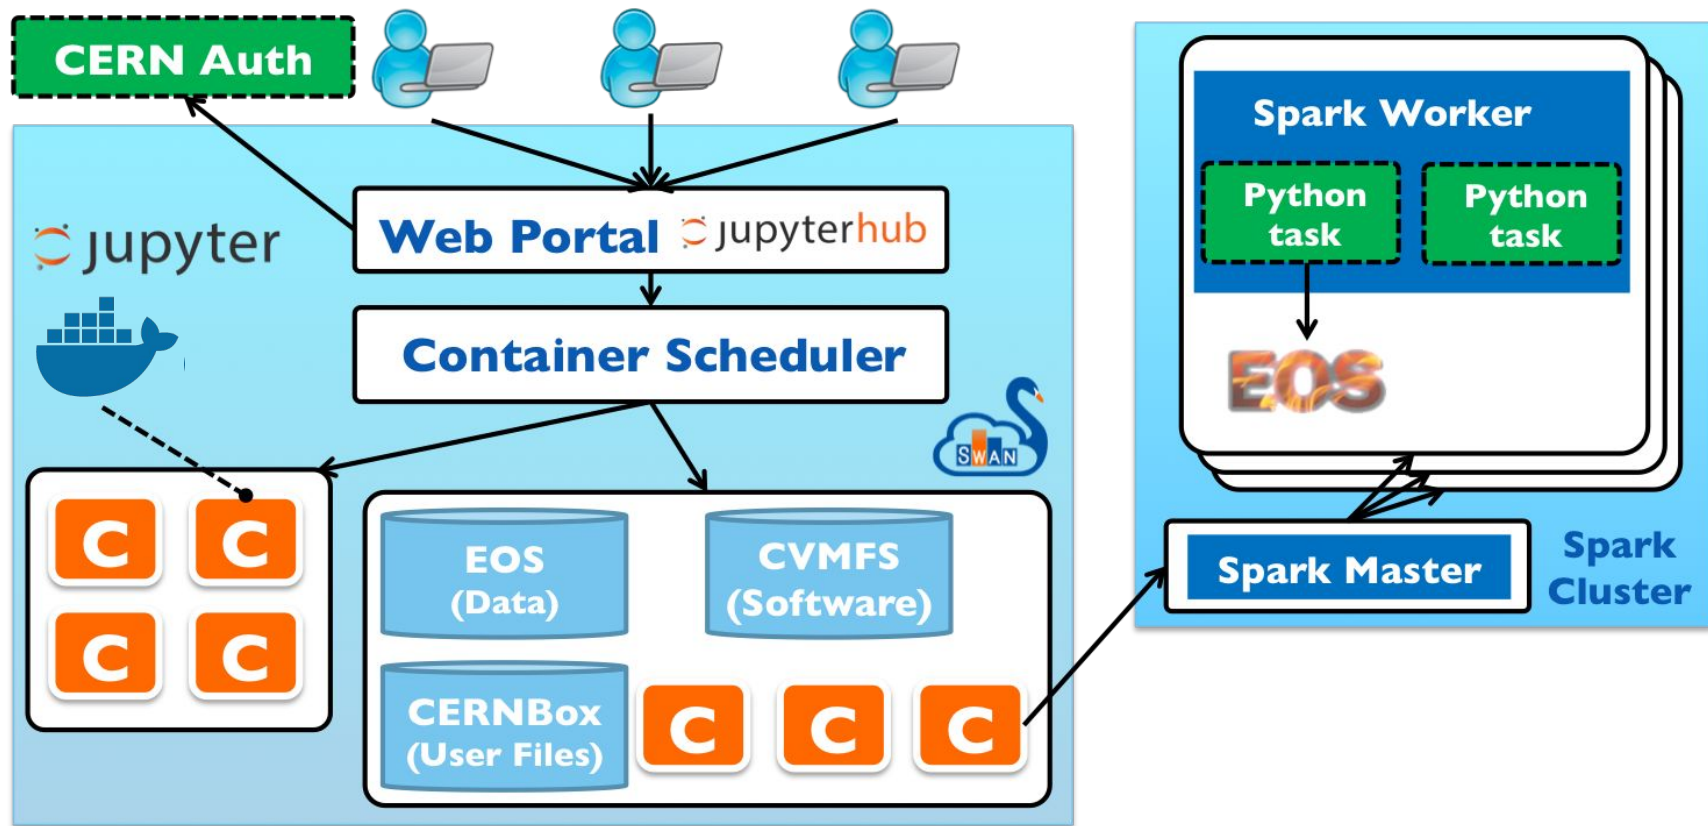 CERN Auth
Web Portal jupyterhub
jupyter
Container Scheduler
SWAN
C C
C C
EOS
(Data)
CVMFS
(Software)
CERNBox
(User Files)
C C C
Spark Worker
Python
task
Python
task
EOS
Spark Master
Spark
Cluster